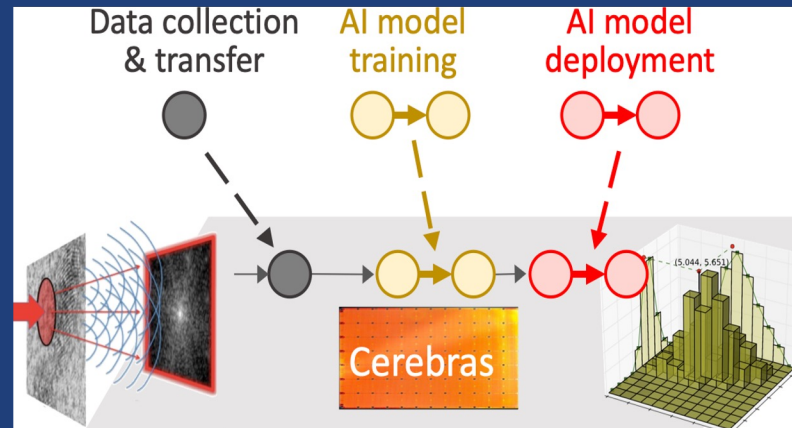 Data collection
& transfer
AI model
training
AI model
deployment
(5.044, 5.651)
Cerebras